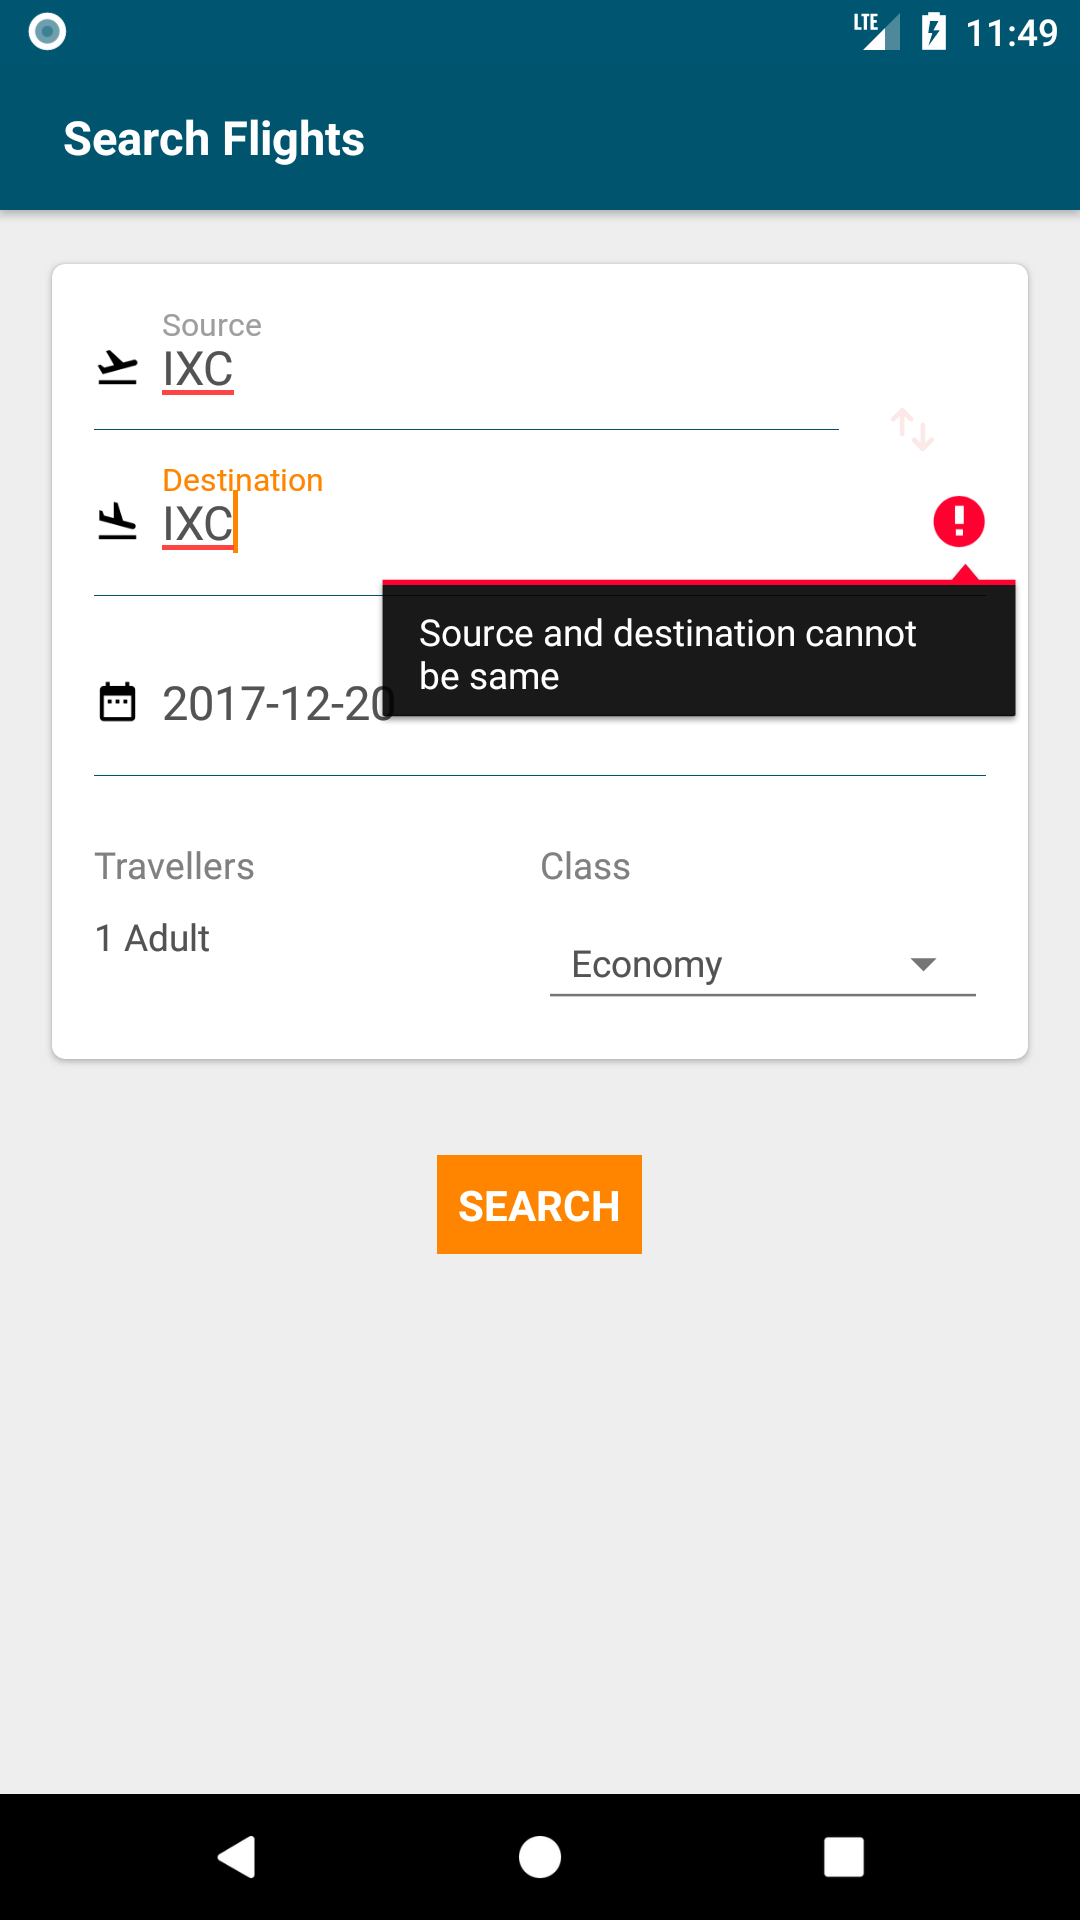 LTE 11:49
Search Flights
Source
IXC
Destination
IXC
Source and destination cannot
be same
2017-12-20
Travellers Class
1 Adult
Economy
SEARCH